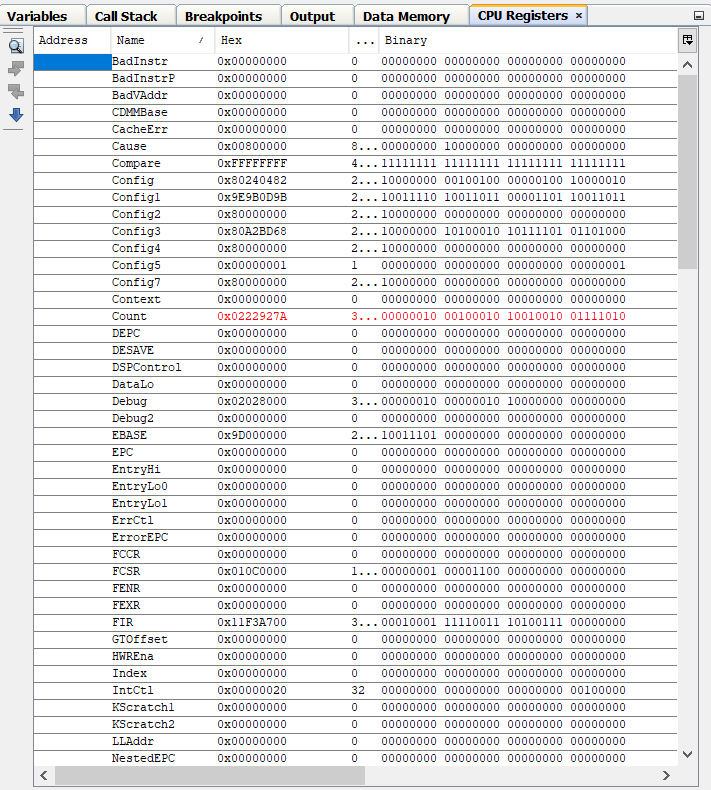 Variables Call Stack Breakpoints Output Data Memory CPU Registers ×
Address Name / Hex ... Binary
BadInstr 0x00000000 0 00000000 00000000 00000000 00000000
BadInstrP 0x00000000 0 00000000 00000000 00000000 00000000
BadVAddr 0x00000000 0 00000000 00000000 00000000 00000000
CDMMBase 0x00000000 0 00000000 00000000 00000000 00000000
CacheErr 0x00000000 0 00000000 00000000 00000000 00000000
Cause 0x00800000 8... 00000000 10000000 00000000 00000000
Compare 0xFFFFFFFF 4... 11111111 11111111 11111111 11111111
Config 0x80240482 2... 10000000 00100100 00000100 10000010
Config1 0x9E9B0D9B 2... 10011110 10011011 00001101 10011011
Config2 0x80000000 2... 10000000 00000000 00000000 00000000
Config3 0x80A2BD68 2... 10000000 10100010 10111101 01101000
Config4 0x80000000 2... 10000000 00000000 00000000 00000000
Config5 0x00000001 1 00000000 00000000 00000000 00000001
Config7 0x80000000 2... 10000000 00000000 00000000 00000000
Context 0x00000000 0 00000000 00000000 00000000 00000000
Count 0x0222927A 3... 00000010 00100010 10010010 01111010
DEPC 0x00000000 0 00000000 00000000 00000000 00000000
DESAVE 0x00000000 0 00000000 00000000 00000000 00000000
DSPControl 0x00000000 0 00000000 00000000 00000000 00000000
DataLo 0x00000000 0 00000000 00000000 00000000 00000000
Debug 0x02028000 3... 00000010 00000010 10000000 00000000
Debug2 0x00000000 0 00000000 00000000 00000000 00000000
EBASE 0x9D000000 2... 10011101 00000000 00000000 00000000
EPC 0x00000000 0 00000000 00000000 00000000 00000000
EntryHi 0x00000000 0 00000000 00000000 00000000 00000000
EntryLo0 0x00000000 0 00000000 00000000 00000000 00000000
EntryLo1 0x00000000 0 00000000 00000000 00000000 00000000
ErrCtl 0x00000000 0 00000000 00000000 00000000 00000000
ErrorEPC 0x00000000 0 00000000 00000000 00000000 00000000
FCCR 0x00000000 0 00000000 00000000 00000000 00000000
FCSR 0x010C0000 1... 00000001 00001100 00000000 00000000
FENR 0x00000000 0 00000000 00000000 00000000 00000000
FEXR 0x00000000 0 00000000 00000000 00000000 00000000
FIR 0x11F3A700 3... 00010001 11110011 10100111 00000000
GTOffset 0x00000000 0 00000000 00000000 00000000 00000000
HWREna 0x00000000 0 00000000 00000000 00000000 00000000
Index 0x00000000 0 00000000 00000000 00000000 00000000
IntCtl 0x00000020 32 00000000 00000000 00000000 00100000
KScratch1 0x00000000 0 00000000 00000000 00000000 00000000
KScratch2 0x00000000 0 00000000 00000000 00000000 00000000
LLAddr 0x00000000 0 00000000 00000000 00000000 00000000
NestedEPC 0x00000000 0 00000000 00000000 00000000 00000000